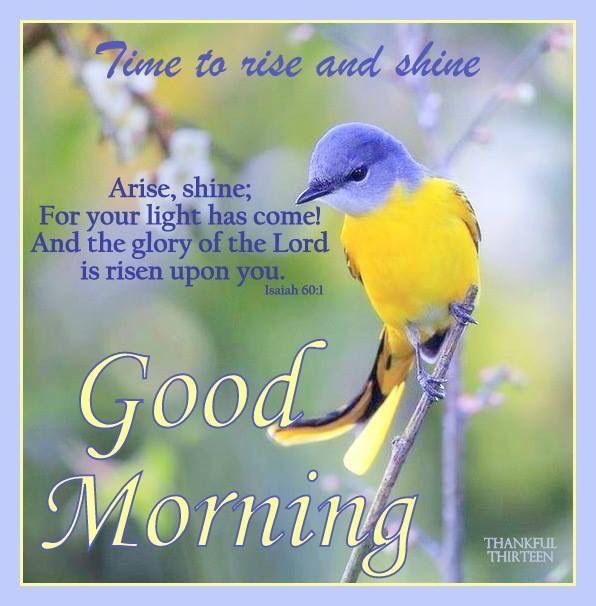 Time to rise and shine
Arise, shine;
For your light has come!
And the glory of the Lord
is risen upon you.
Isaiah 60:1
Good
Morning
THANKFUL
THIRTEEN